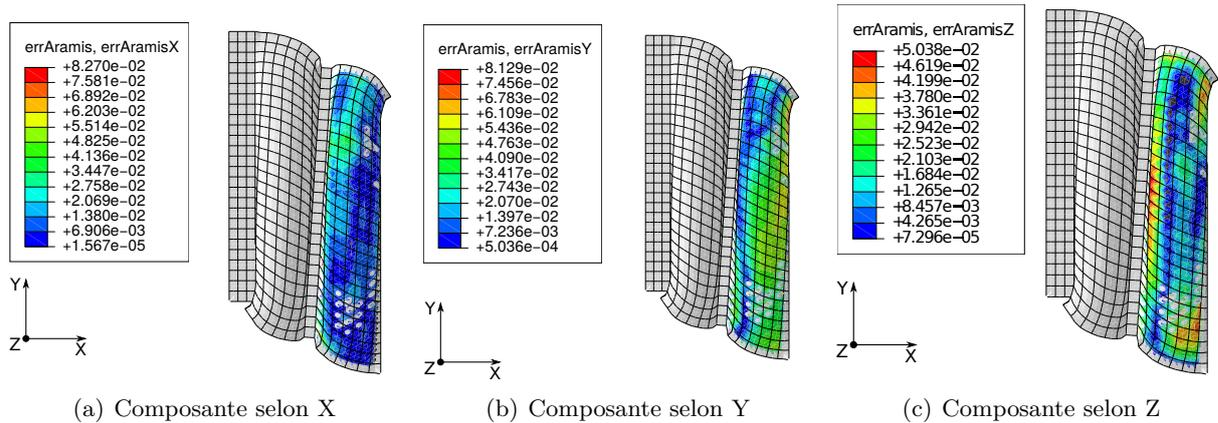 errAramis, errAramisX
+8.270e−02
+7.581e−02
+6.892e−02
+6.203e−02
+5.514e−02
+4.825e−02
+4.136e−02
+3.447e−02
+2.758e−02
+2.069e−02
+1.380e−02
+6.906e−03
+1.567e−05
Y
Z
X
(a) Composante selon X
errAramis, errAramisY
+8.129e−02
+7.456e−02
+6.783e−02
+6.109e−02
+5.436e−02
+4.763e−02
+4.090e−02
+3.417e−02
+2.743e−02
+2.070e−02
+1.397e−02
+7.236e−03
+5.036e−04
Y
Z
X
(b) Composante selon Y
errAramis, errAramisZ
+5.038e−02
+4.619e−02
+4.199e−02
+3.780e−02
+3.361e−02
+2.942e−02
+2.523e−02
+2.103e−02
+1.684e−02
+1.265e−02
+8.457e−03
+4.265e−03
+7.296e−05
Y
Z
X
(c) Composante selon Z